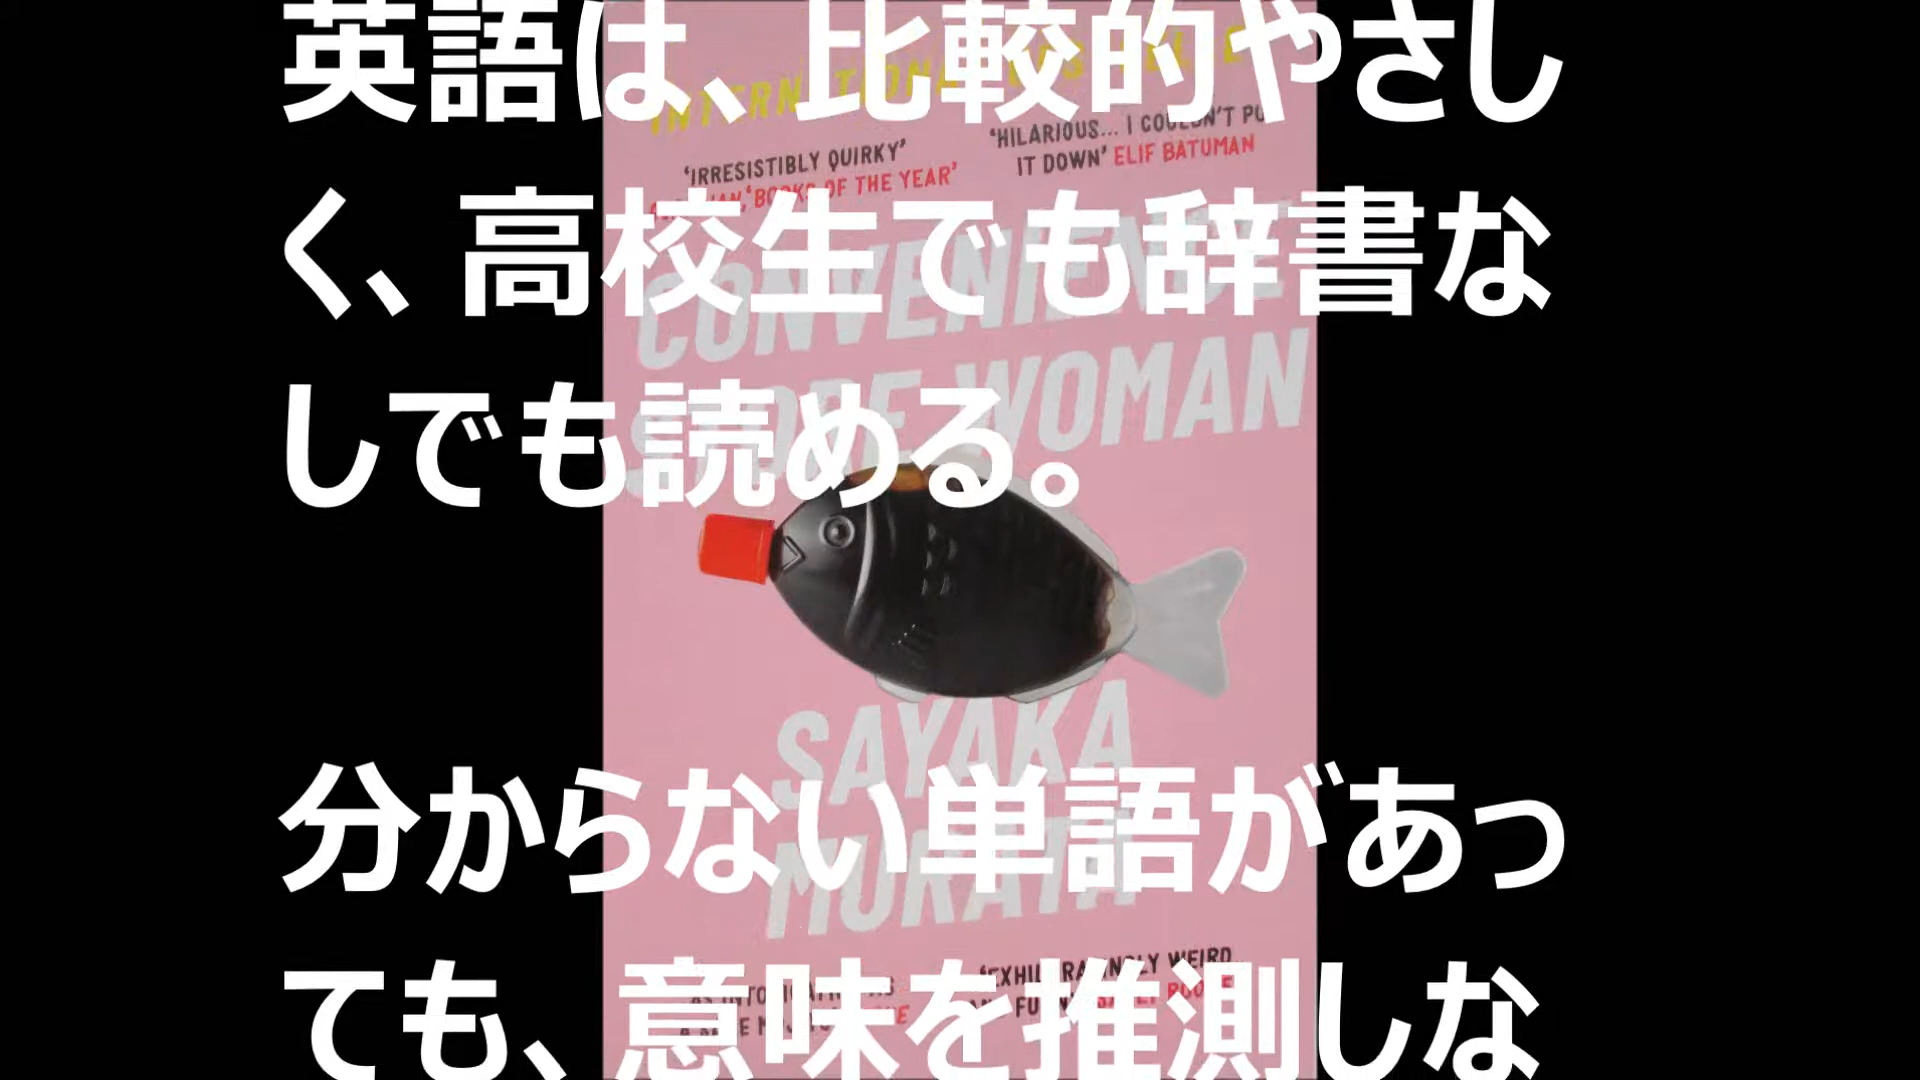 英語は、比較的やさし
く、高校生でも辞書な
しでも読める。
分からない単語があっ
ても、意味を推測しな
'IRRESISTIBLY QUIRKY'
'BOOKS OF THE YEAR'
'HILARIOUS... I COULDN'T
IT DOWN' ELIF BATUMAN
CONVENIENCE
STORE WOMAN
SAYAKA
MURATA
WEIRD